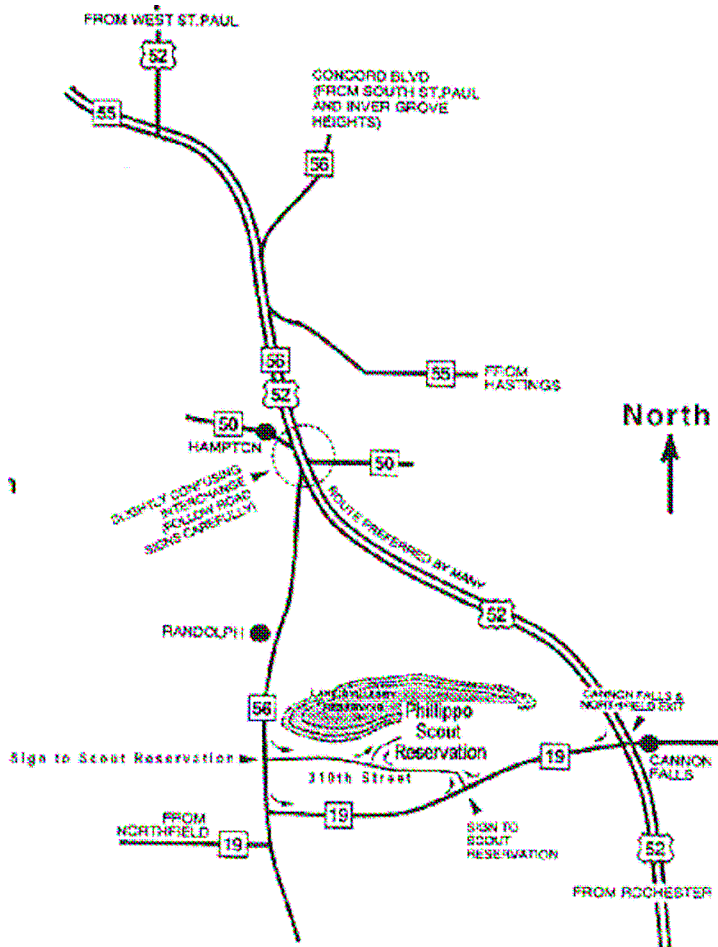 FROM WEST ST.PAUL
52
CONCORD BLVD
(FROM SOUTH ST.PAUL
AND INVER GROVE
HEIGHTS)
55
56
56
55
FROM
HASTINGS
52
50
HAMPTON
50
North
SLIGHTLY CONFUSING
INTERCHANGE
(FOLLOW ROAD
SIGNS CAREFULLY)
ROUTE PREFERRED BY MANY
52
RANDOLPH
56
Phillippo
Scout
Reservation
CANNON FALLS &
NORTHFIELD EXIT
Sign to Scout Reservation
310th Street
19
CANNON
FALLS
19
FROM
NORTHFIELD
19
SIGN TO
SCOUT
RESERVATION
52
FROM ROCHESTER